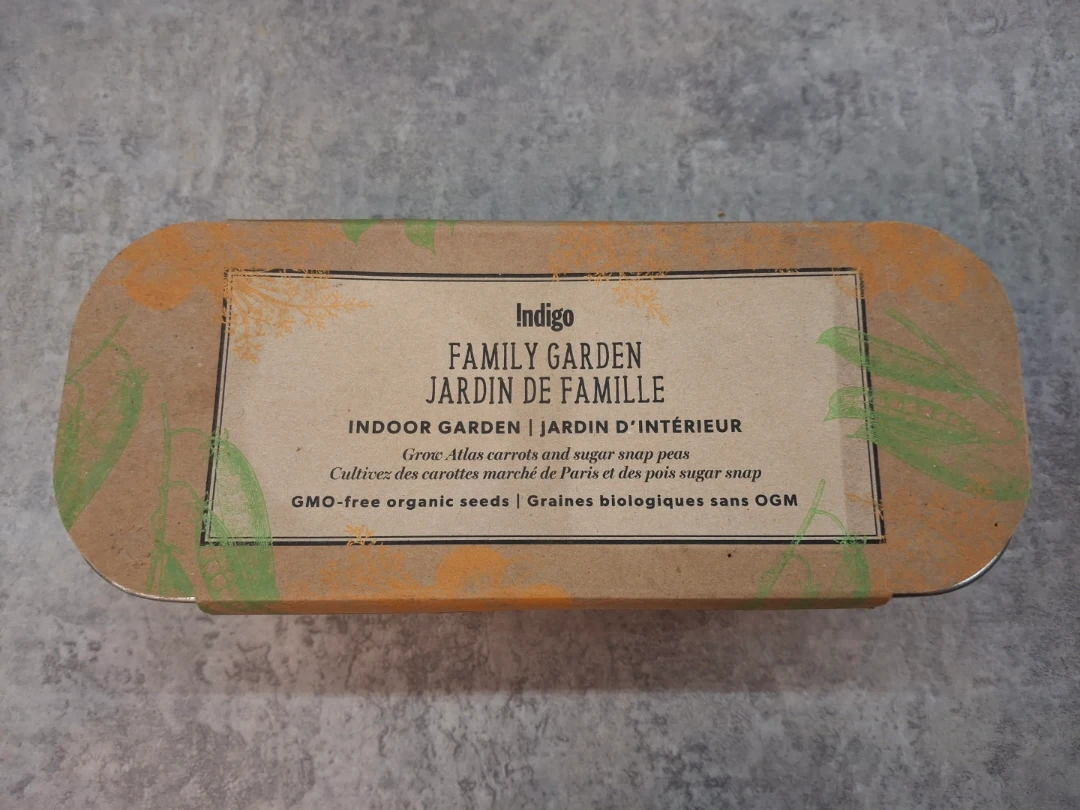 Indigo
FAMILY GARDEN
JARDIN DE FAMILLE
INDOOR GARDEN | JARDIN D'INTÉRIEUR
Grow Atlas carrots and sugar snap peas
Cultivez des carottes marché de Paris et des pois sugar snap
GMO-free organic seeds | Graines biologiques sans OGM